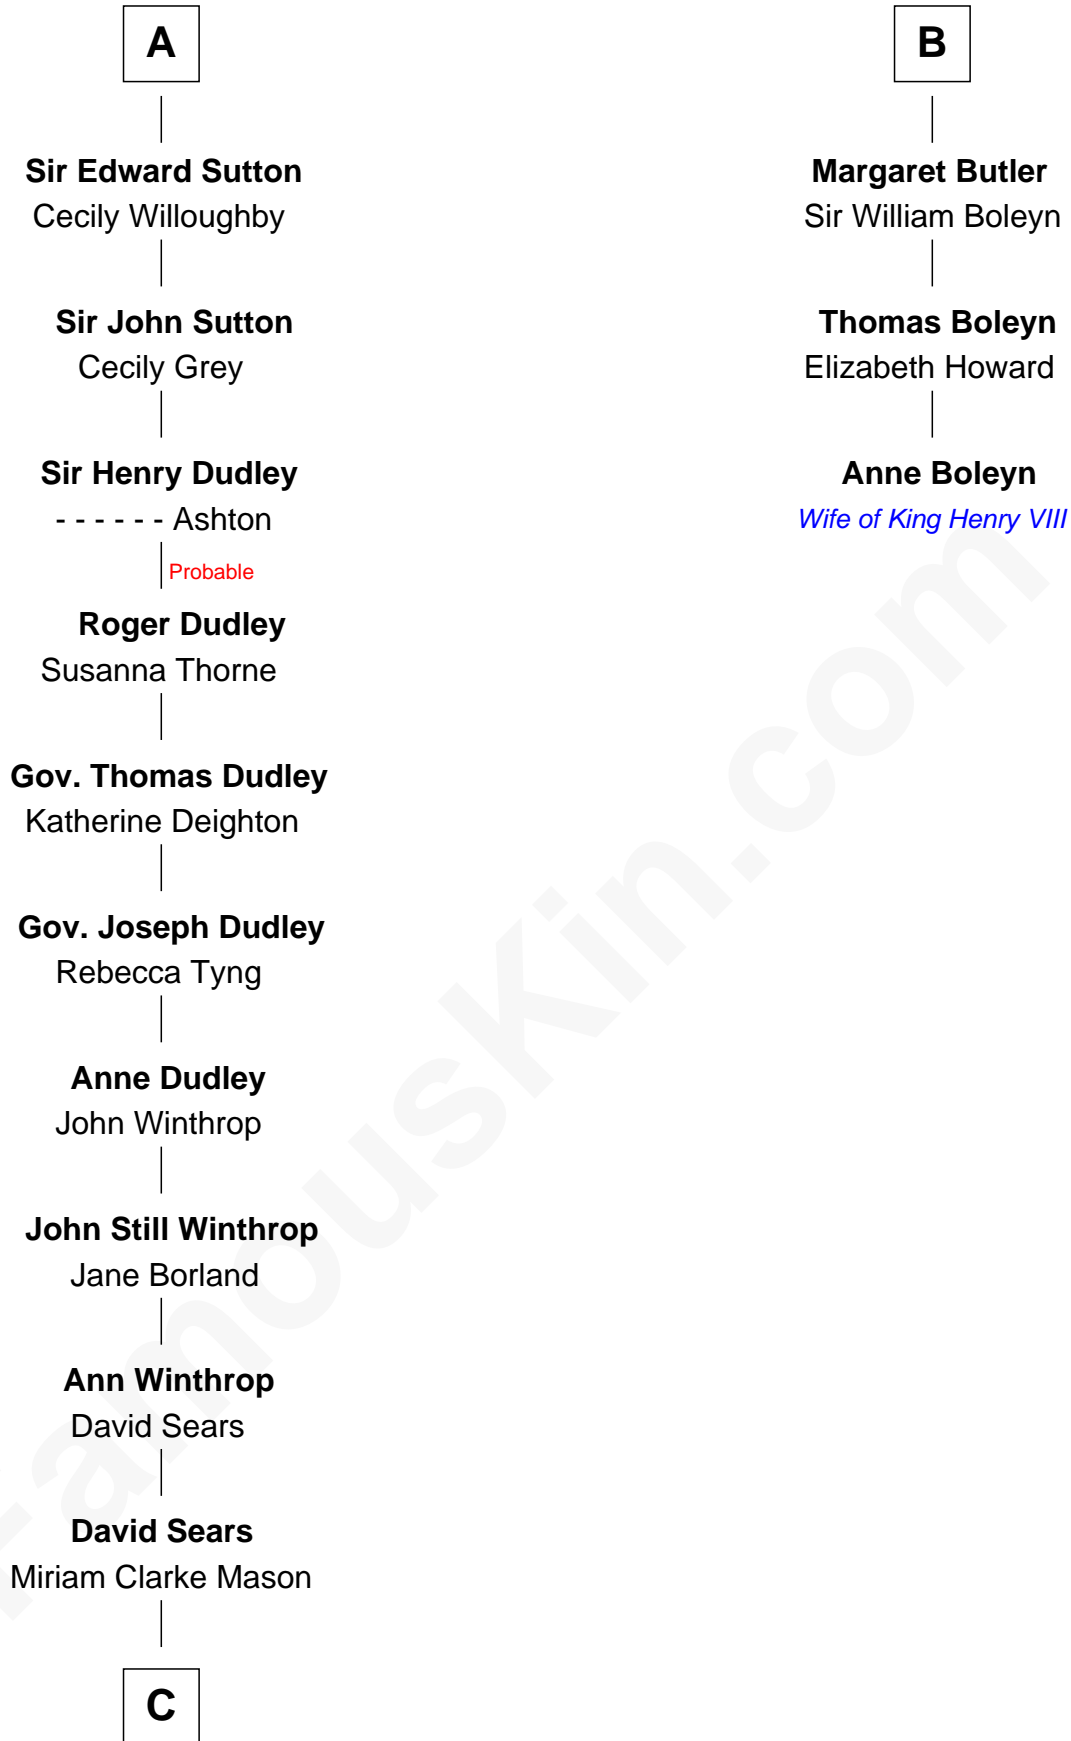 A
Sir Edward Sutton
Cecily Willoughby
Sir John Sutton
Cecily Grey
Sir Henry Dudley
- - - - - - Ashton
Probable
Roger Dudley
Susanna Thorne
Gov. Thomas Dudley
Katherine Deighton
Gov. Joseph Dudley
Rebecca Tyng
Anne Dudley
John Winthrop
John Still Winthrop
Jane Borland
Ann Winthrop
David Sears
David Sears
Miriam Clarke Mason
C
B
Margaret Butler
Sir William Boleyn
Thomas Boleyn
Elizabeth Howard
Anne Boleyn
Wife of King Henry VIII
FamousKin.com